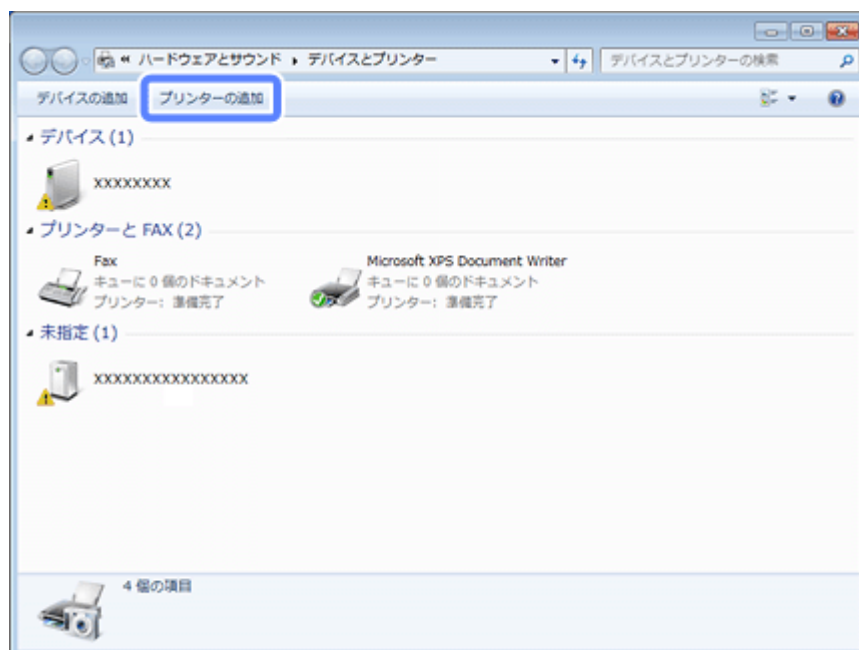 « ハードウェアとサウンド ▸ デバイスとプリンター デバイスとプリンターの検索
デバイスの追加 プリンターの追加
デバイス (1)
xxxxxxxx
プリンターと FAX (2)
Fax
キューに 0 個のドキュメント
プリンター: 準備完了
Microsoft XPS Document Writer
キューに 0 個のドキュメント
プリンター: 準備完了
未指定 (1)
xxxxxxxxxxxxxxxx
4 個の項目